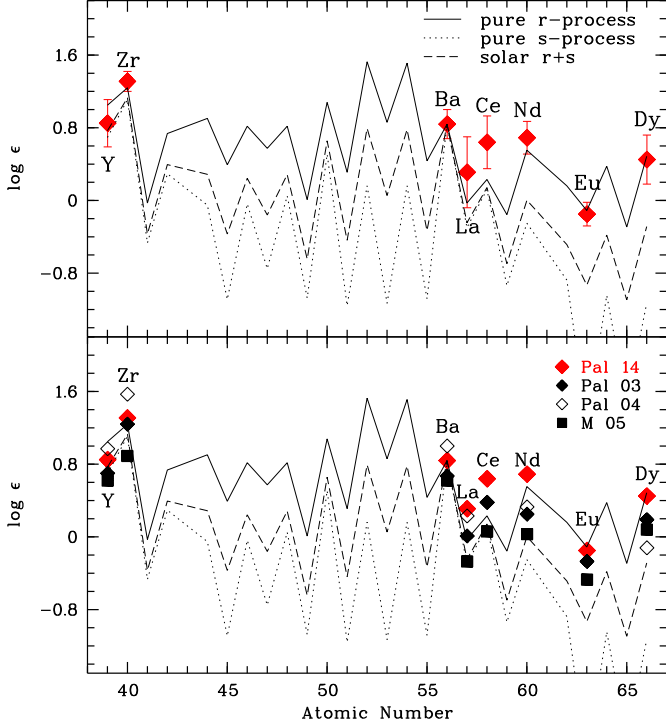 pure r-process
pure s-process
solar r+s
1.6
0.8
0
-0.8
log ϵ
Y
Zr
Ba
La
Ce
Nd
Eu
Dy
Pal 14
Pal 03
Pal 04
M 05
1.6
0.8
0
-0.8
log ϵ
Y
Zr
Ba
La
Ce
Nd
Eu
Dy
40 45 50 55 60 65
Atomic Number